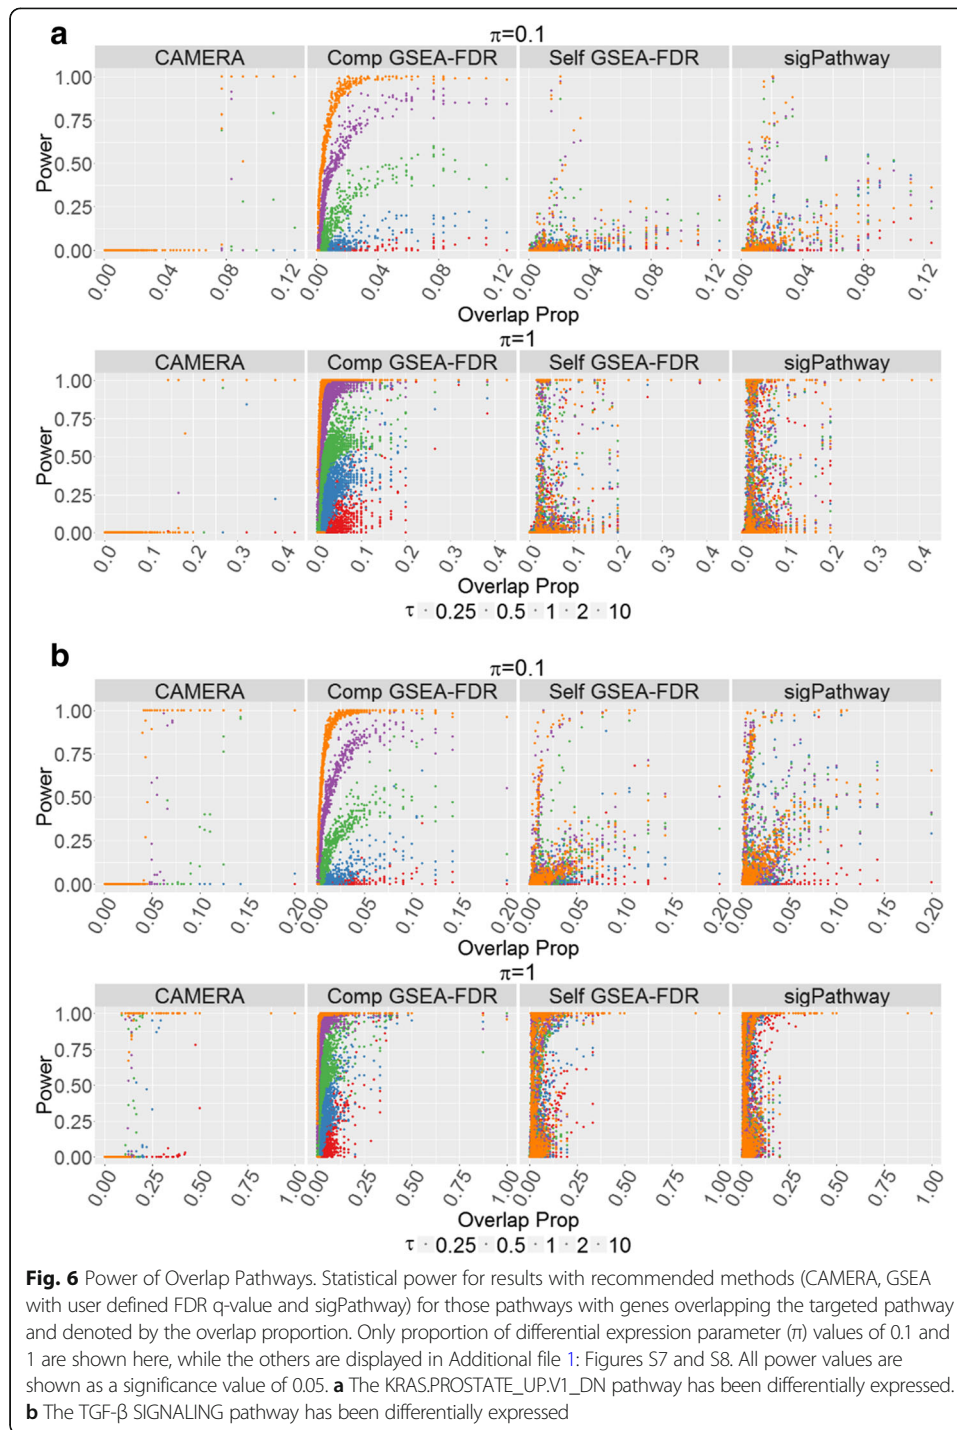 a
π=0.1
CAMERA Comp GSEA-FDR Self GSEA-FDR sigPathway
Power
1.00
0.75
0.50
0.25
0.00
0.00 0.04 0.08 0.12 0.00 0.04 0.08 0.12 0.00 0.04 0.08 0.12 0.00 0.04 0.08 0.12
Overlap Prop
π=1
CAMERA Comp GSEA-FDR Self GSEA-FDR sigPathway
Power
1.00
0.75
0.50
0.25
0.00
0.0 0.1 0.2 0.3 0.4 0.0 0.1 0.2 0.3 0.4 0.0 0.1 0.2 0.3 0.4 0.0 0.1 0.2 0.3 0.4
Overlap Prop
τ 0.25 0.5 1 2 10
b
π=0.1
CAMERA Comp GSEA-FDR Self GSEA-FDR sigPathway
Power
1.00
0.75
0.50
0.25
0.00
0.00 0.05 0.10 0.15 0.20 0.00 0.05 0.10 0.15 0.20 0.00 0.05 0.10 0.15 0.20 0.00 0.05 0.10 0.15 0.20
Overlap Prop
π=1
CAMERA Comp GSEA-FDR Self GSEA-FDR sigPathway
Power
1.00
0.75
0.50
0.25
0.00
0.00 0.25 0.50 0.75 1.00 0.00 0.25 0.50 0.75 1.00 0.00 0.25 0.50 0.75 1.00 0.00 0.25 0.50 0.75 1.00
Overlap Prop
τ 0.25 0.5 1 2 10
Fig. 6 Power of Overlap Pathways. Statistical power for results with recommended methods (CAMERA, GSEA
with user defined FDR q-value and sigPathway) for those pathways with genes overlapping the targeted pathway
and denoted by the overlap proportion. Only proportion of differential expression parameter (π) values of 0.1 and
1 are shown here, while the others are displayed in Additional file 1: Figures S7 and S8. All power values are
shown as a significance value of 0.05. a The KRAS.PROSTATE_UP.V1_DN pathway has been differentially expressed.
b The TGF-β SIGNALING pathway has been differentially expressed